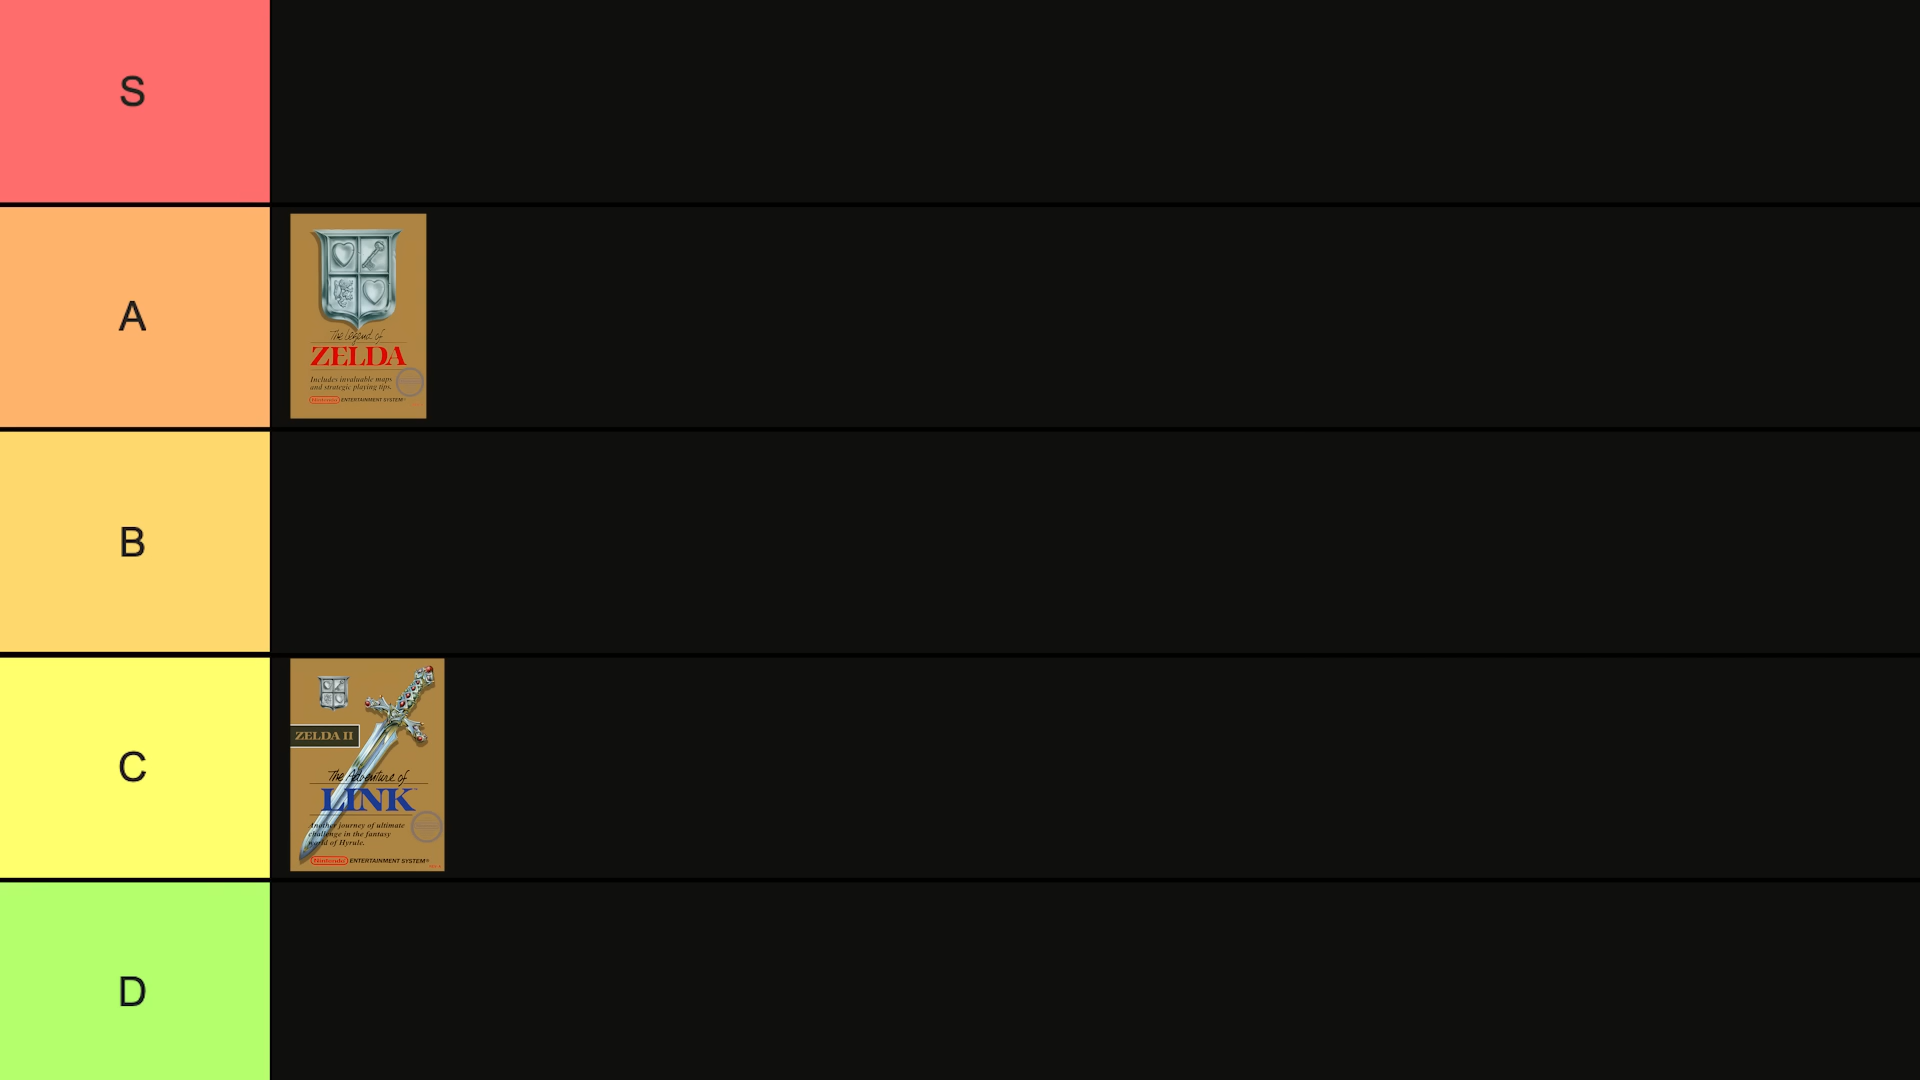 S
A
The Legend of
ZELDA
Includes invaluable maps
and strategic playing tips.
Nintendo ENTERTAINMENT SYSTEM
B
C
ZELDA II
The Adventure of
LINK
Another journey of ultimate
challenge in the fantasy
world of Hyrule.
Nintendo ENTERTAINMENT SYSTEM
D